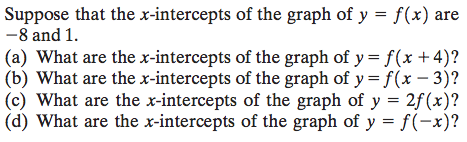 Suppose that the x-intercepts of the graph of y = f(x) are
−8 and 1.
(a) What are the x-intercepts of the graph of y = f(x + 4)?
(b) What are the x-intercepts of the graph of y = f(x − 3)?
(c) What are the x-intercepts of the graph of y = 2f(x)?
(d) What are the x-intercepts of the graph of y = f(−x)?